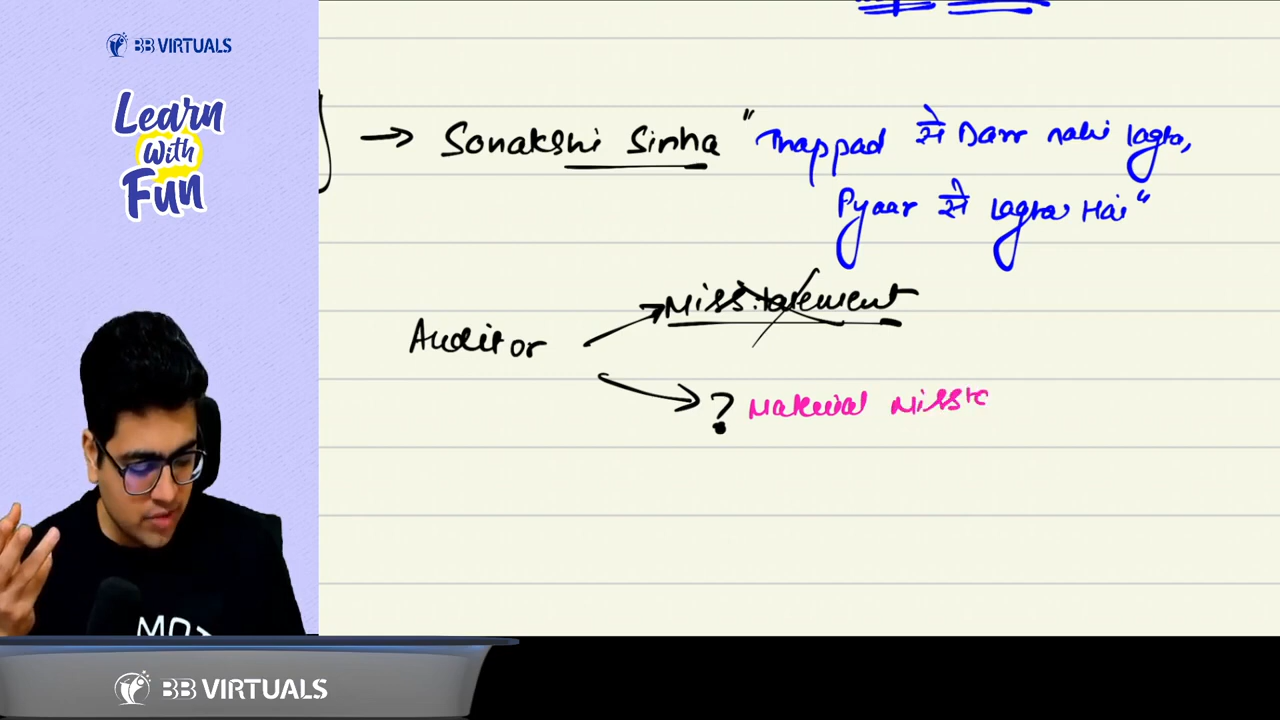 BB VIRTUALS
Learn
With
Fun
→ Sonakshi Sinha "Thappad से Darr nahi lagta,
Pyaar से lagta Hai"
Auditor
Misstatement
? Material Misste
BB VIRTUALS